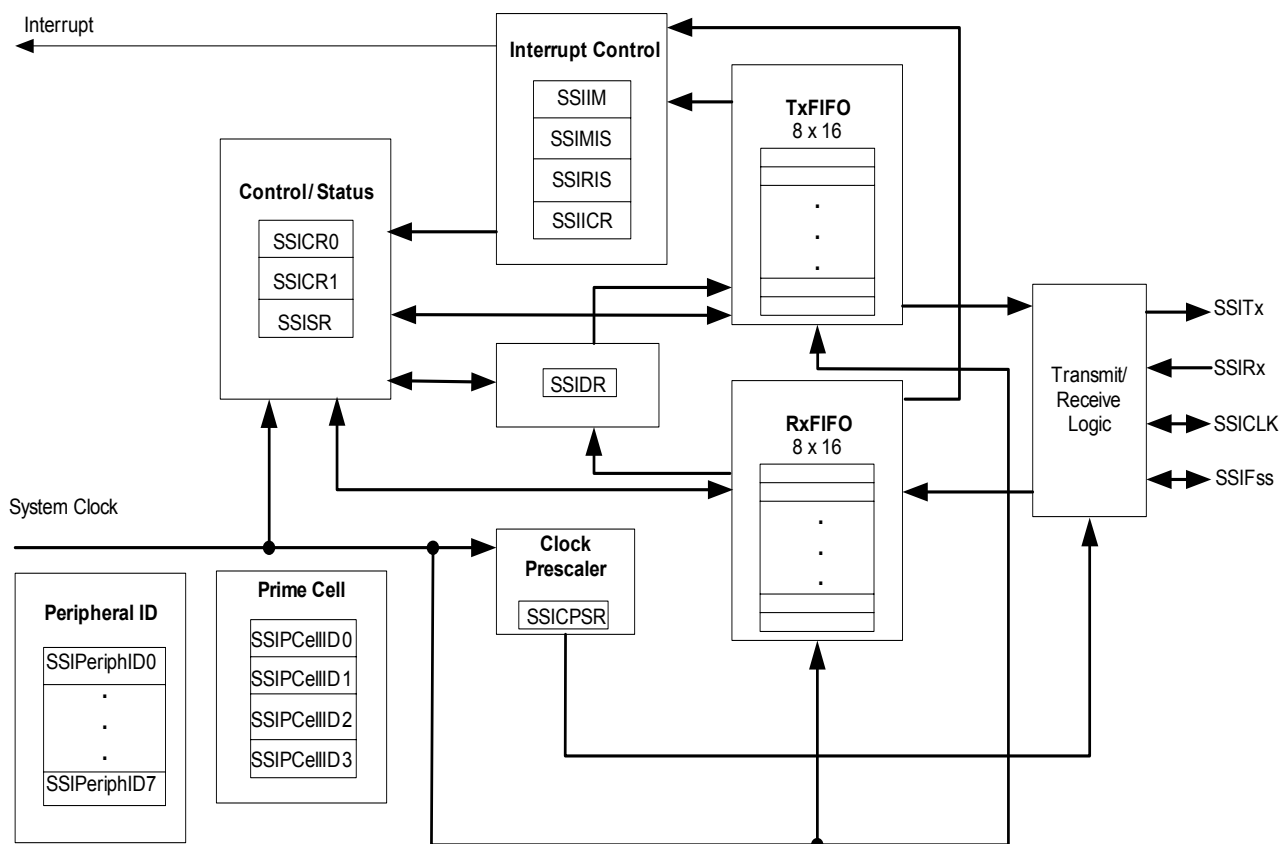 Interrupt
Interrupt Control
SSIIM
SSIMIS
SSIRIS
SSIICR
TxFIFO
8 x 16
.
.
.
Control/ Status
SSICR0
SSICR1
SSISR
SSIDR
RxFIFO
8 x 16
.
.
.
Transmit/
Receive
Logic
SSITx
SSIRx
SSICLK
SSIFss
System Clock
Clock
Prescaler
SSICPSR
Peripheral ID
SSIPeriphID0
.
.
.
SSIPeriphID7
Prime Cell
SSIPCellID0
SSIPCellID1
SSIPCellID2
SSIPCellID3